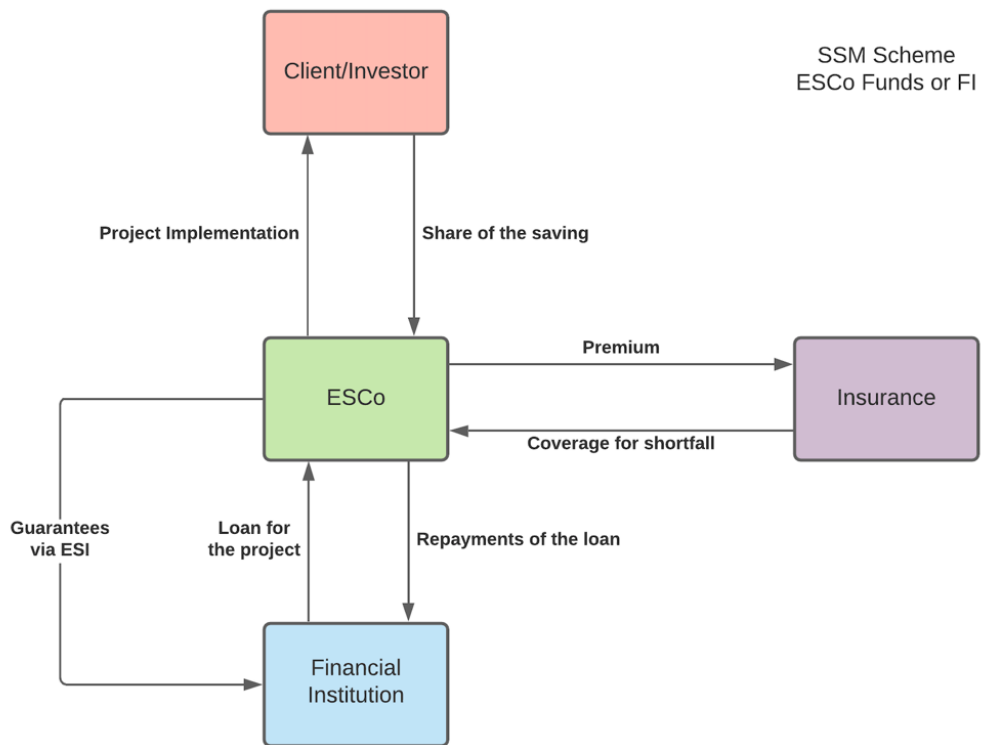 Client/Investor
SSM Scheme
ESCo Funds or FI
Project Implementation
Share of the saving
Premium
ESCo
Insurance
Coverage for shortfall
Guarantees
via ESI
Loan for
the project
Repayments of the loan
Financial
Institution